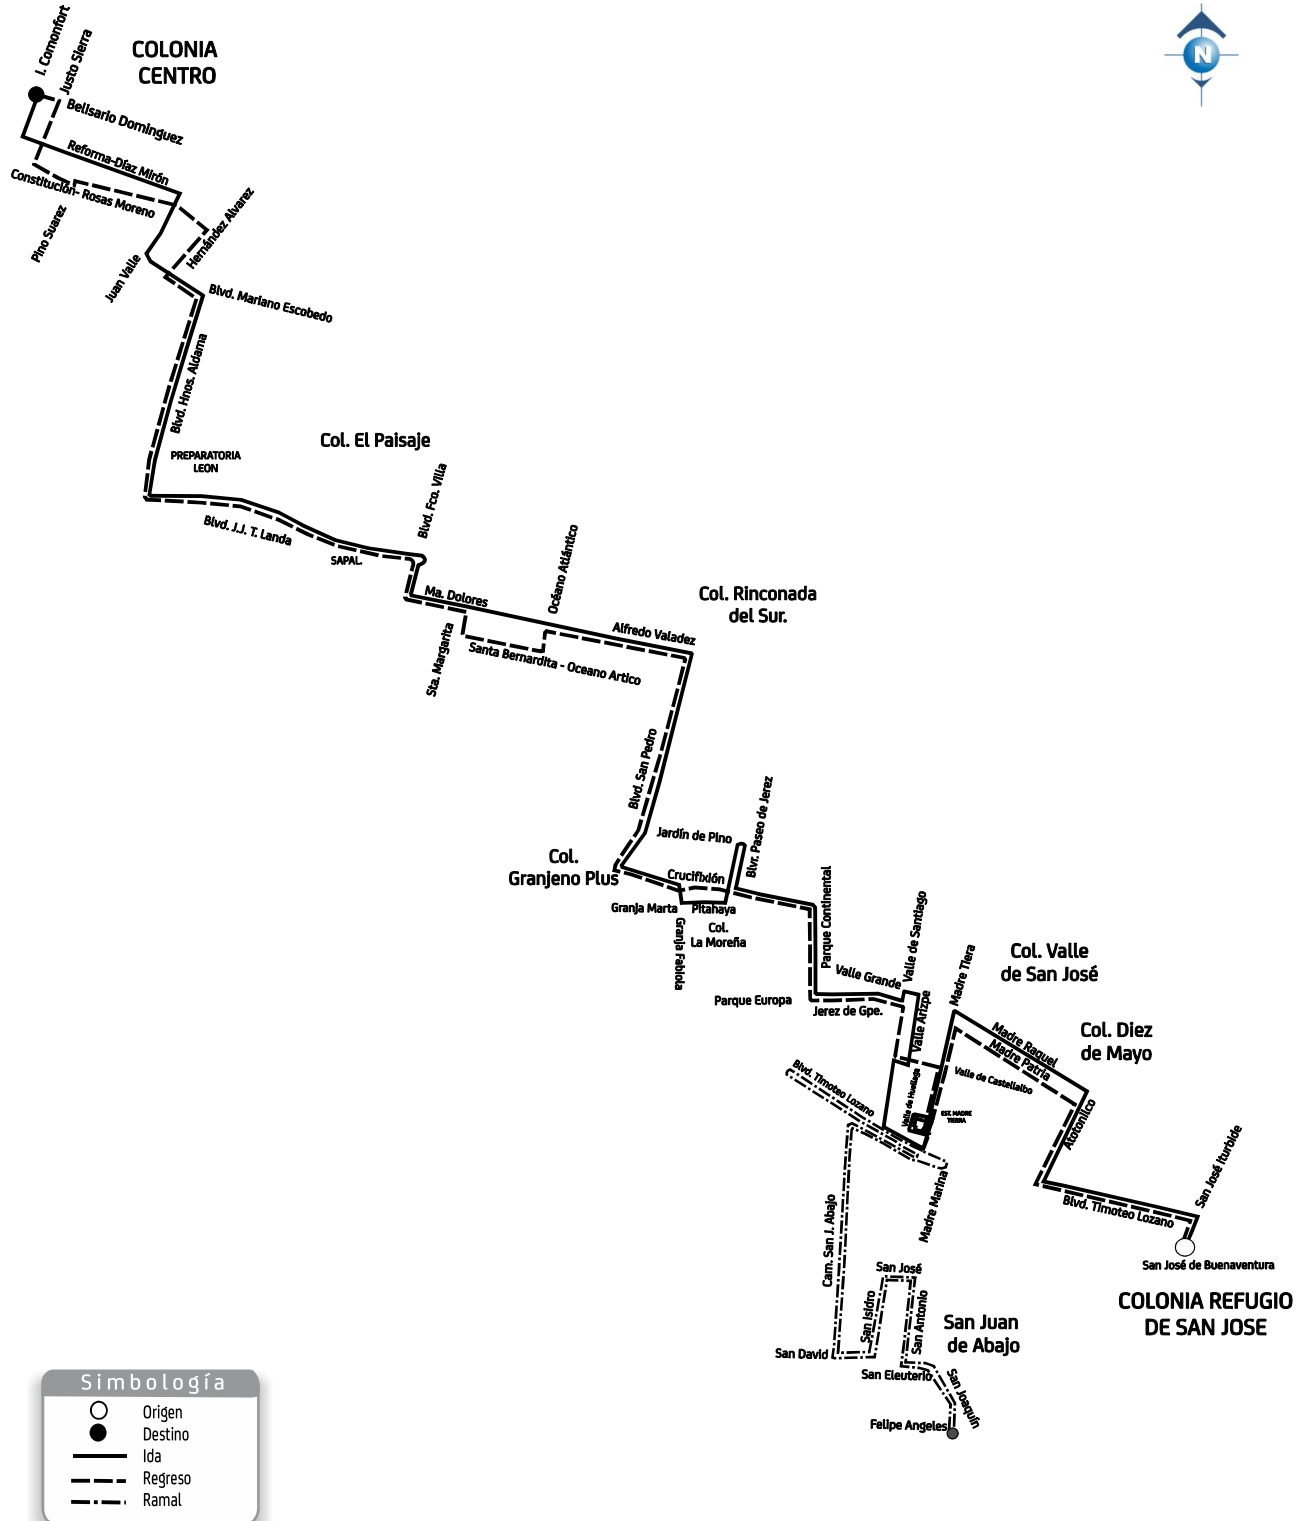 I. Comonfort
Justo Sierra
COLONIA
CENTRO
N
Belisario Dominguez
Reforma-Díaz Mirón
Constitución- Rosas Moreno
Pino Suarez
Hernández Alvarez
Juan Valle
Blvd. Mariano Escobedo
Blvd. Hnos. Aldama
PREPARATORIA
LEON
Col. El Paisaje
Blvd. Fco. Villa
Blvd. J.J. T. Landa
SAPAL.
Océano Atlántico
Ma. Dolores
Col. Rinconada
del Sur.
Alfredo Valadez
Sta. Margarita
Santa Bernardita - Oceano Artico
Blvd. San Pedro
Jardín de Pino
Blvr. Paseo de Jerez
Col.
Granjeno Plus
Crucifixión
Granja Marta
Pitahaya
Col.
La Moreña
Granja Fabiola
Parque Continental
Valle Grande
Valle de Santiago
Parque Europa
Jerez de Gpe.
Valle Arizpe
Madre Tiera
Col. Valle
de San José
Madre Raquel
Madre Patria
Col. Diez
de Mayo
Blvd. Timoteo Lozano
Valle de Huellaga
Valle de Castellalbo
EST. MADRE
TIERRA
Atotonilco
Madre Marina
San José Iturbide
Blvd. Timoteo Lozano
San José de Buenaventura
COLONIA REFUGIO
DE SAN JOSE
Cam. San J. Abajo
San José
San Isidro
San Antonio
San Juan
de Abajo
San David
San Eleuterio
San Joaquín
Felipe Angeles
Simbología
Origen
Destino
Ida
Regreso
Ramal